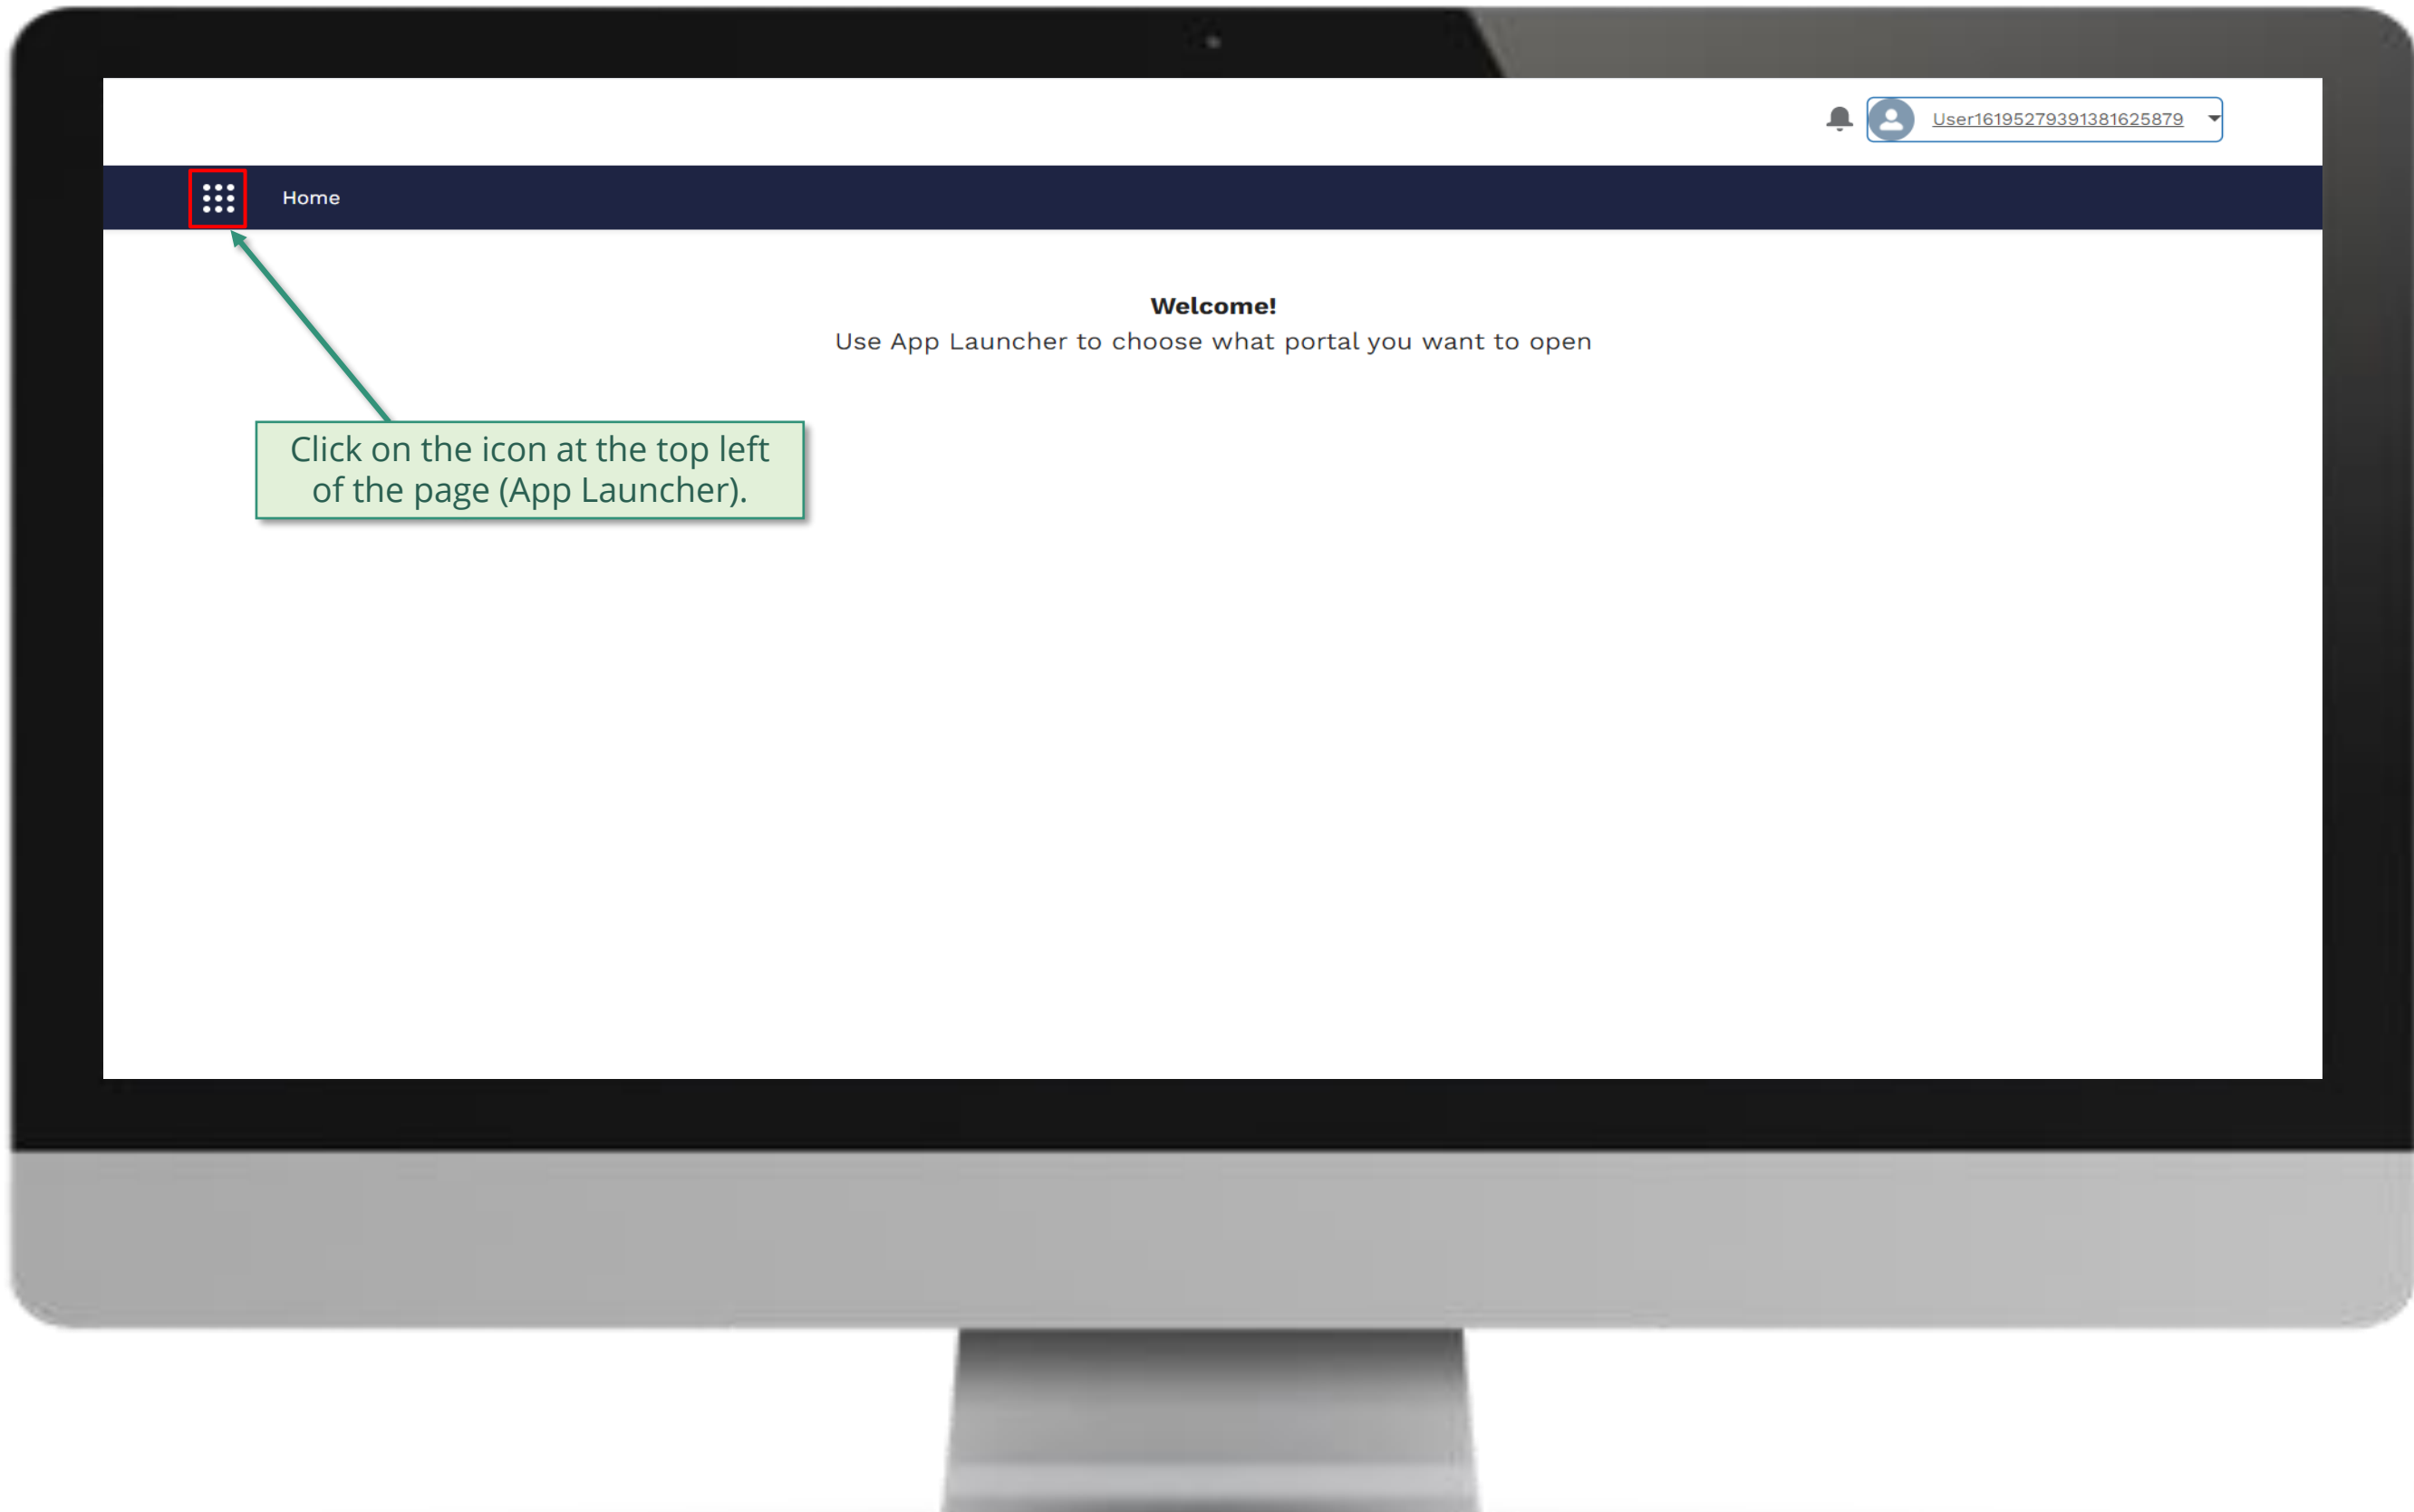 User16195279391381625879
Home
Welcome!
Use App Launcher to choose what portal you want to open
Click on the icon at the top left
of the page (App Launcher).